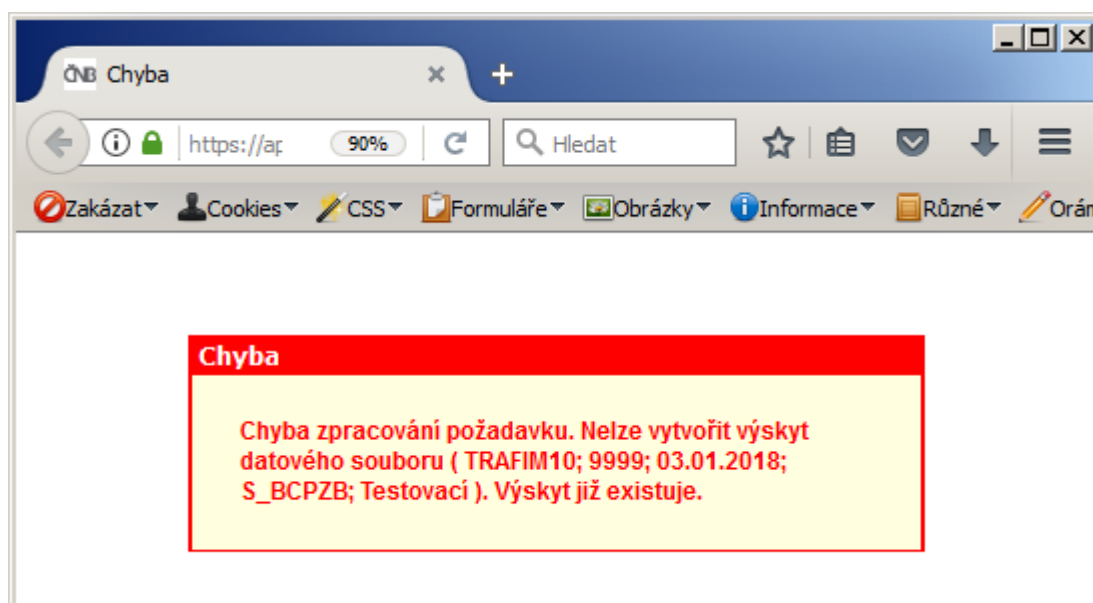 ČNB Chyba
https://ap 90% Hledat
Zakázat Cookies CSS Formuláře Obrázky Informace Různé Orám
Chyba
Chyba zpracování požadavku. Nelze vytvořit výskyt
datového souboru ( TRAFIM10; 9999; 03.01.2018;
S_BCPZB; Testovací ). Výskyt již existuje.